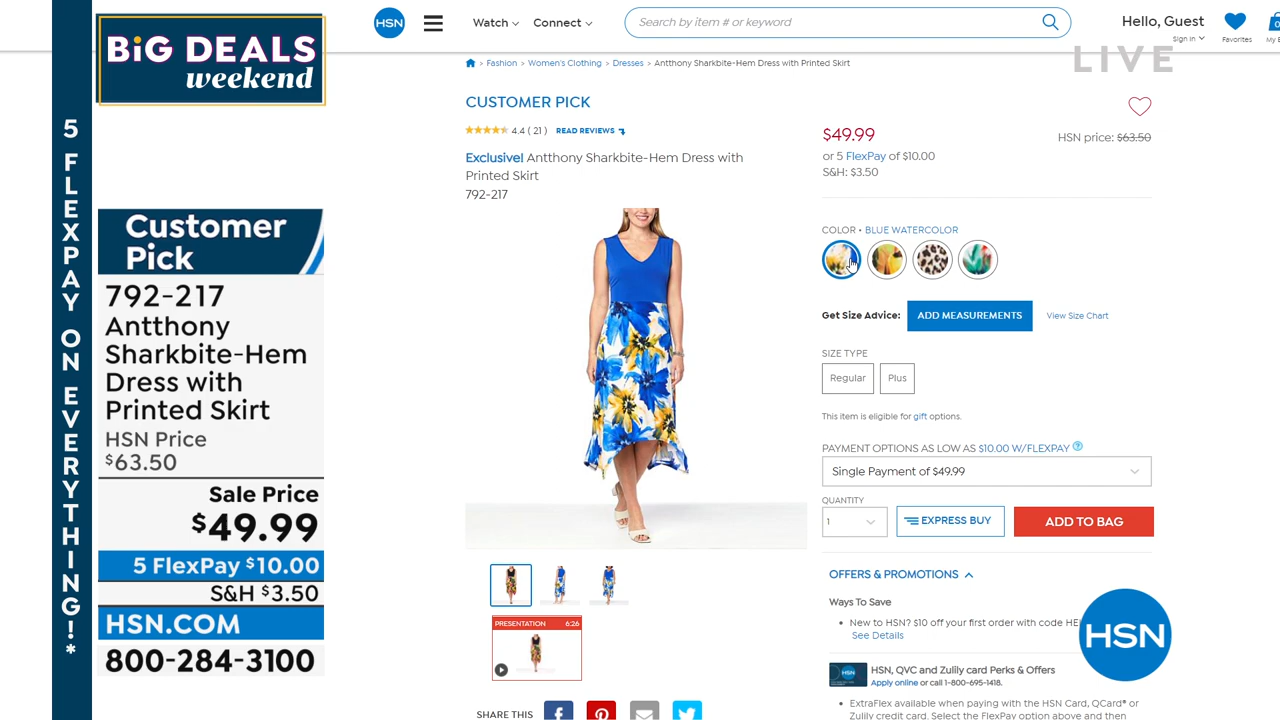 BiG DEALS
weekend
5 FLEXPAY ON EVERYTHING!*
Customer
Pick
792-217
Antthony
Sharkbite-Hem
Dress with
Printed Skirt
HSN Price
$63.50
Sale Price
$49.99
5 FlexPay $10.00
S&H $3.50
HSN.COM
800-284-3100
HSN
Watch
Connect
Search by item # or keyword
Hello, Guest
Sign In
Favorites
LIVE
› Fashion › Women's Clothing › Dresses › Antthony Sharkbite-Hem Dress with Printed Skirt
CUSTOMER PICK
4.4 ( 21 ) READ REVIEWS
Exclusive! Antthony Sharkbite-Hem Dress with
Printed Skirt
792-217
PRESENTATION 6:26
SHARE THIS
$49.99
HSN price: $63.50
or 5 FlexPay of $10.00
S&H: $3.50
COLOR • BLUE WATERCOLOR
Get Size Advice: ADD MEASUREMENTS View Size Chart
SIZE TYPE
Regular Plus
This item is eligible for gift options.
PAYMENT OPTIONS AS LOW AS $10.00 W/FLEXPAY ?
Single Payment of $49.99
QUANTITY
1
EXPRESS BUY
ADD TO BAG
OFFERS & PROMOTIONS
Ways To Save
• New to HSN? $10 off your first order with code
See Details
HSN, QVC and Zulily card Perks & Offers
Apply online or call 1-800-695-1418.
• ExtraFlex available when paying with the HSN Card, QCard® or
Zulily credit card. Select the FlexPay option above and then
HSN